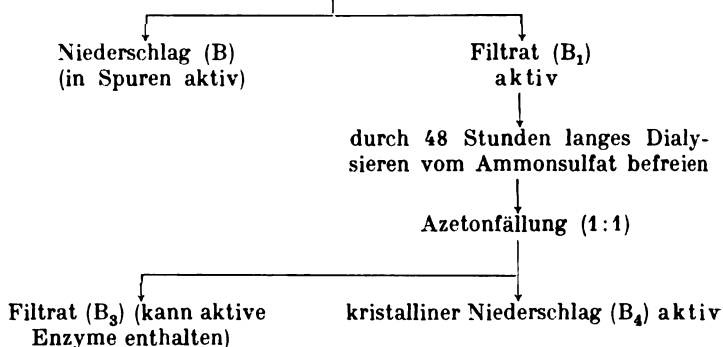 Niederschlag (B)
(in Spuren aktiv)
Filtrat (B₁)
aktiv
durch 48 Stunden langes Dialy-
sieren vom Ammonsulfat befreien
Azetonfällung (1:1)
Filtrat (B₃) (kann aktive
Enzyme enthalten)
kristalliner Niederschlag (B₄) aktiv